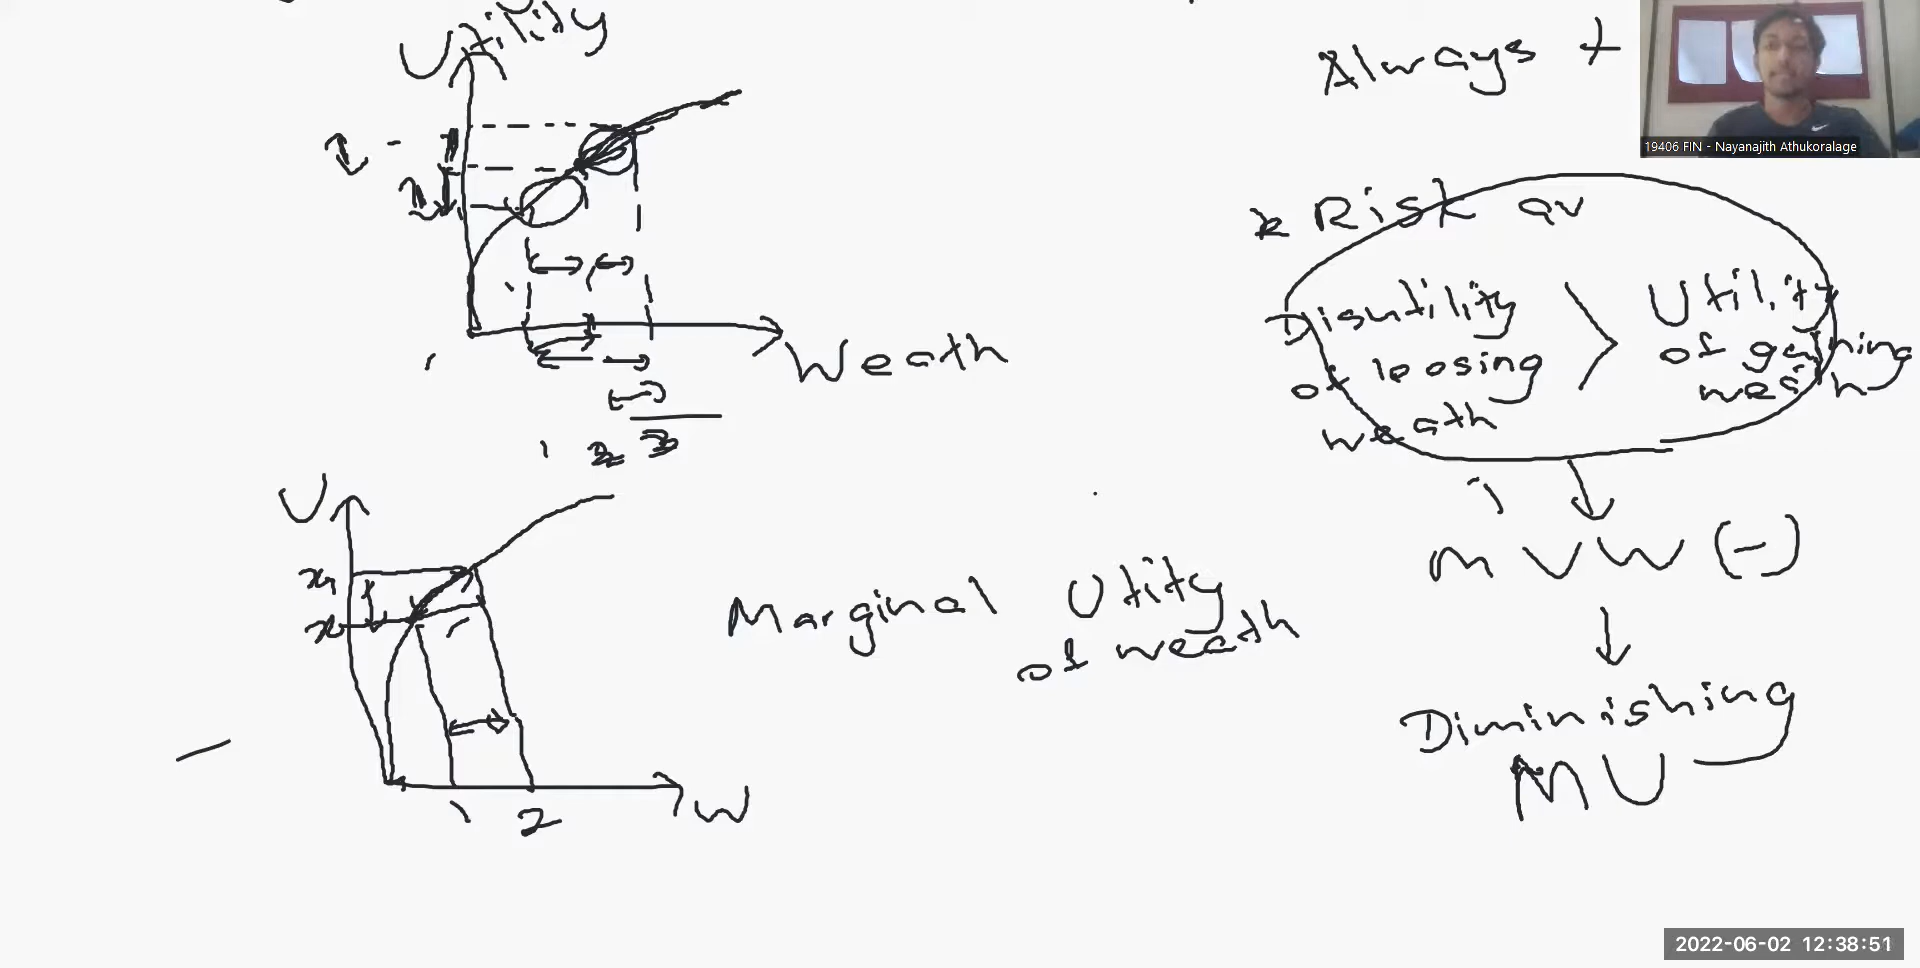 Utility
Always +
19406 FIN - Nayanajith Athukoralage
* Risk av
Disutility
of loosing
weath
>
Utility
of gaining
weath
Weath
1 2 3
U
x1
x
1
2
W
Marginal Utity
of weath
MUW (-)
Diminishing
MU
2022-06-02 12:38:51